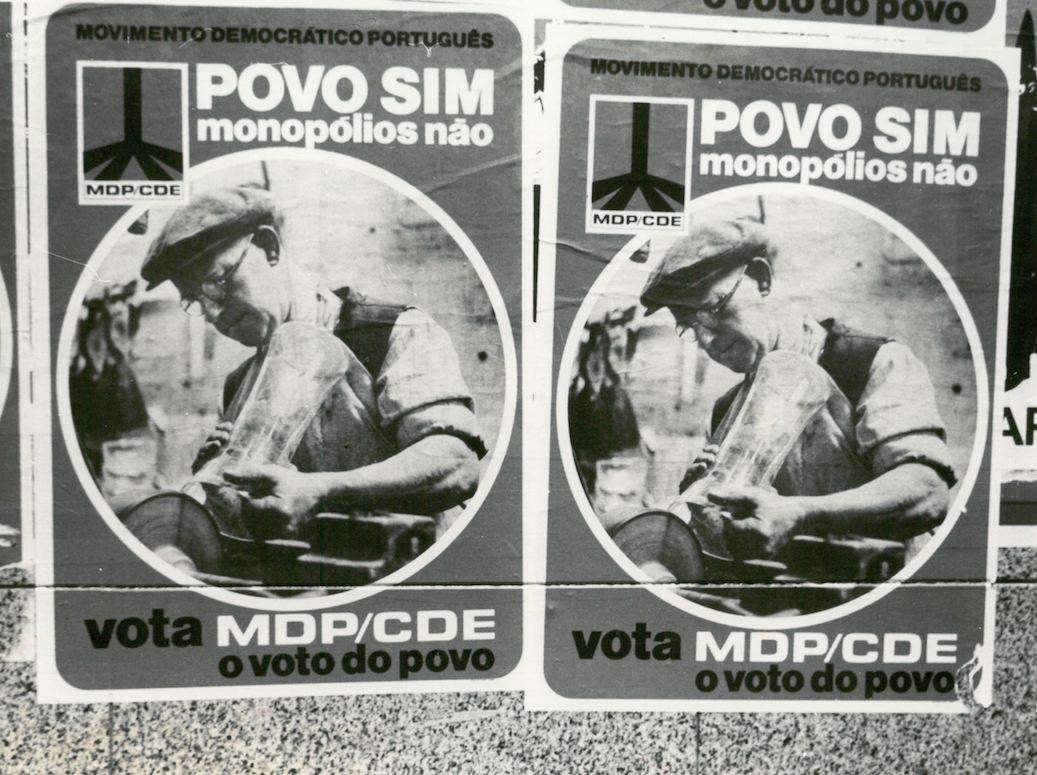 o voto do povo
MOVIMENTO DEMOCRÁTICO PORTUGUÊS
POVO SIM
monopólios não
MDP/CDE
vota MDP/CDE
o voto do povo
MOVIMENTO DEMOCRÁTICO PORTUGUÊS
POVO SIM
monopólios não
MDP/CDE
vota MDP/CDE
o voto do povo